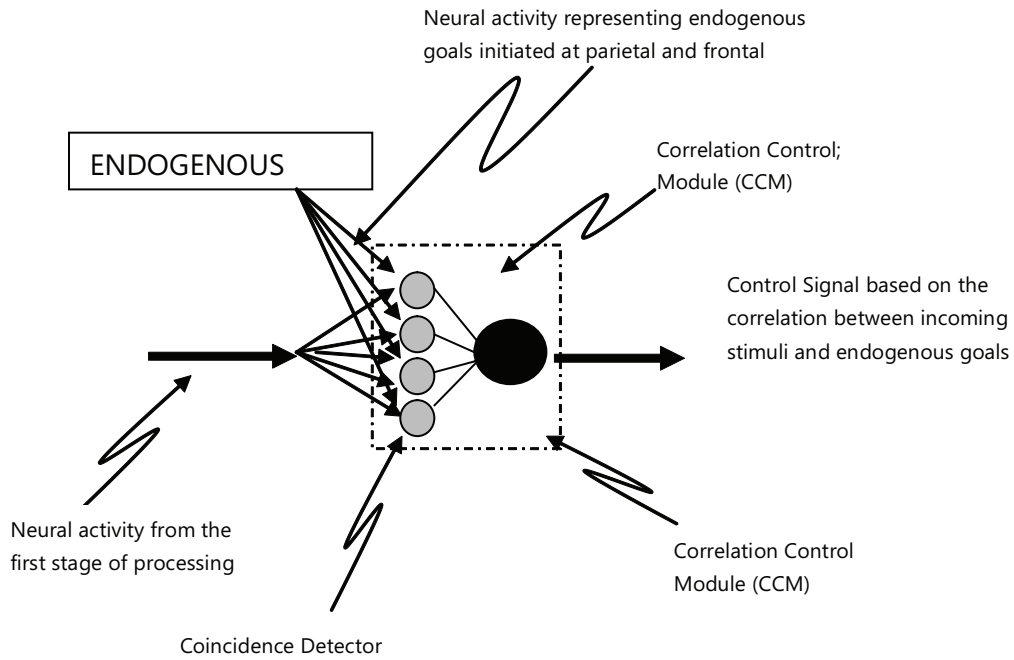 Neural activity representing endogenous
goals initiated at parietal and frontal
ENDOGENOUS
Correlation Control;
Module (CCM)
Control Signal based on the
correlation between incoming
stimuli and endogenous goals
Neural activity from the
first stage of processing
Correlation Control
Module (CCM)
Coincidence Detector